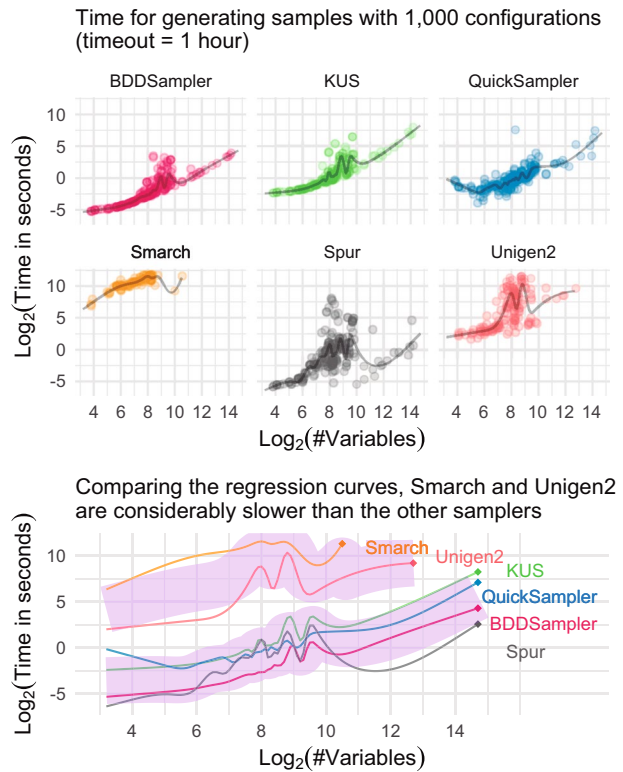 Time for generating samples with 1,000 configurations
(timeout = 1 hour)
BDDSampler KUS QuickSampler
10
5
0
-5
Smarch Spur Unigen2
10
5
0
-5
4 6 8 10 12 14 4 6 8 10 12 14 4 6 8 10 12 14
Log₂(#Variables)
Log₂(Time in seconds)
Comparing the regression curves, Smarch and Unigen2
are considerably slower than the other samplers
10
5
0
-5
Smarch
Unigen2
KUS
QuickSampler
BDDSampler
Spur
4 6 8 10 12 14
Log₂(#Variables)
Log₂(Time in seconds)